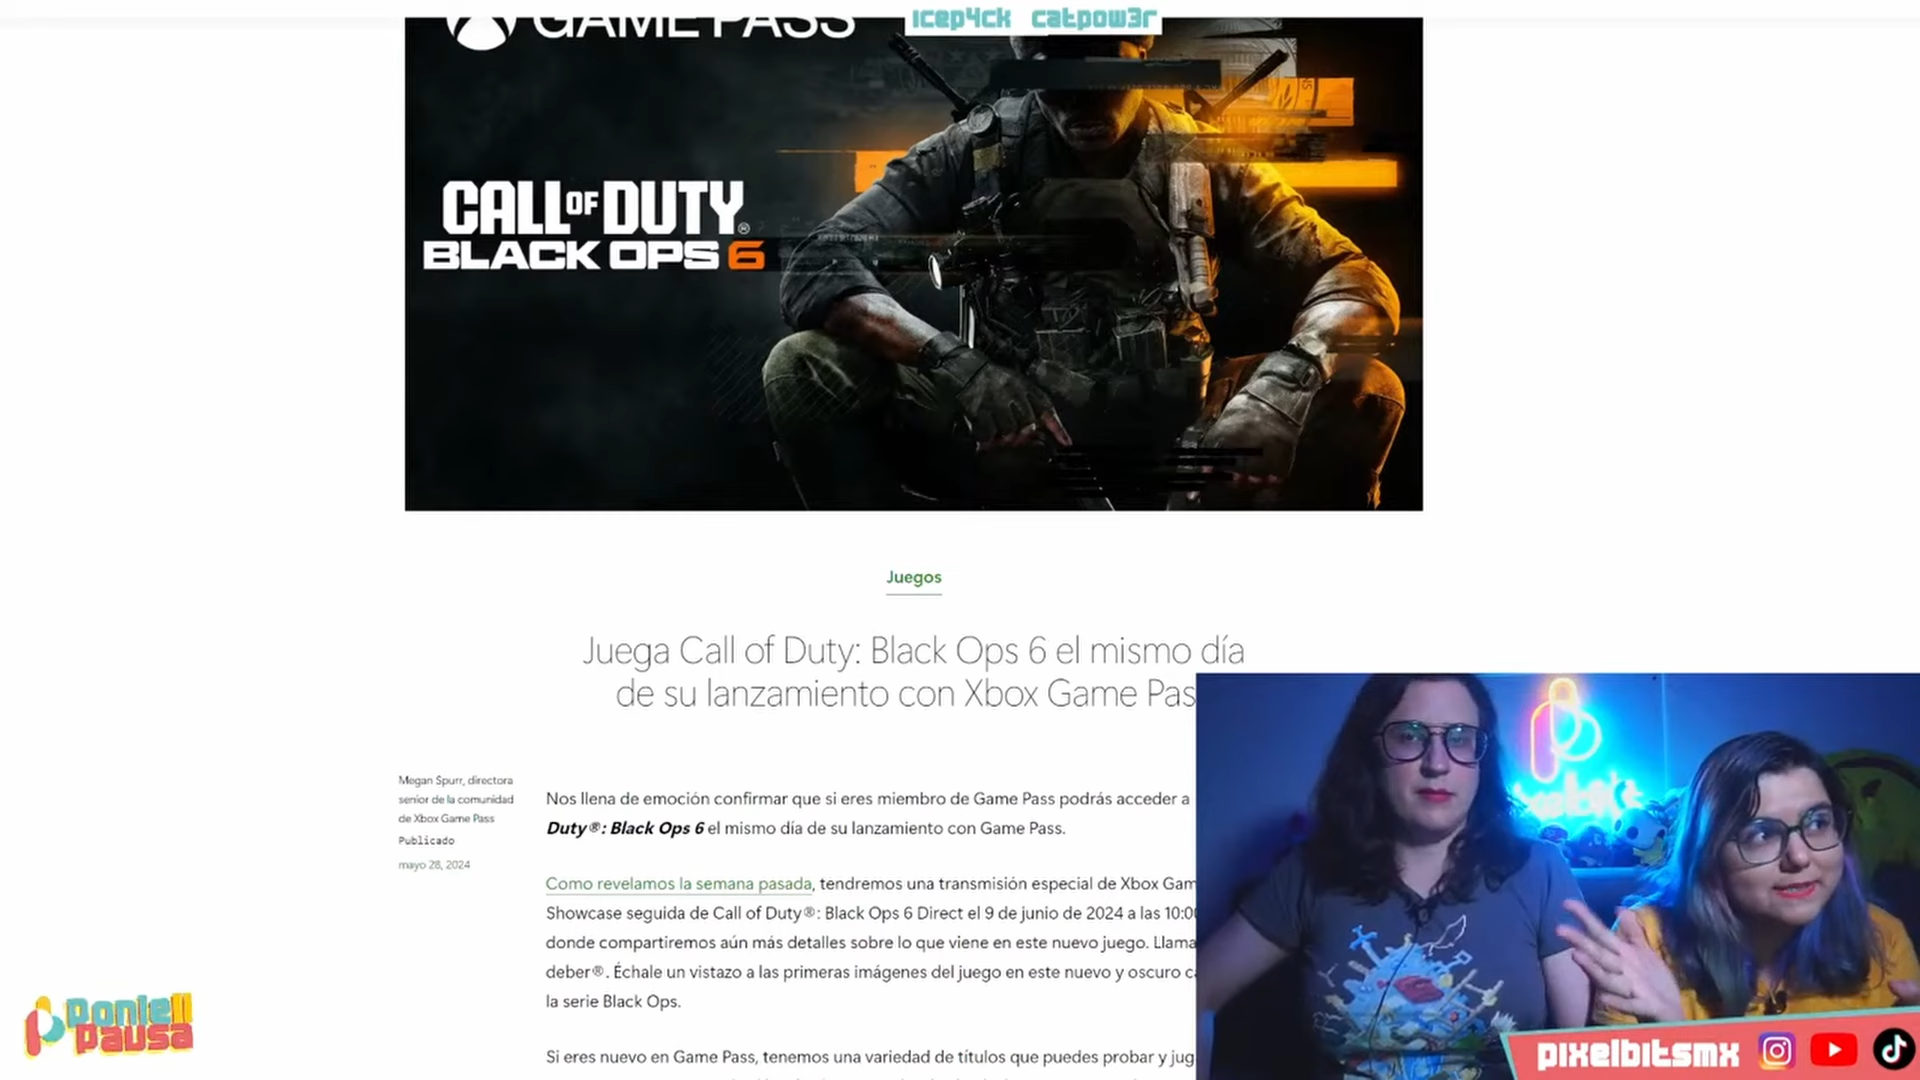 icep4ck catpow3r
GAME PASS
CALL OF DUTY®
BLACK OPS 6
Juegos
Juega Call of Duty: Black Ops 6 el mismo día
de su lanzamiento con Xbox Game Pas
Megan Spurr, directora
senior de la comunidad
de Xbox Game Pass
Publicado
mayo 28, 2024
Nos llena de emoción confirmar que si eres miembro de Game Pass podrás acceder a
Duty®: Black Ops 6 el mismo día de su lanzamiento con Game Pass.
Como revelamos la semana pasada, tendremos una transmisión especial de Xbox Gam
Showcase seguida de Call of Duty®: Black Ops 6 Direct el 9 de junio de 2024 a las 10:00
donde compartiremos aún más detalles sobre lo que viene en este nuevo juego. Llama
deber®. Échale un vistazo a las primeras imágenes del juego en este nuevo y oscuro c
la serie Black Ops.
Si eres nuevo en Game Pass, tenemos una variedad de títulos que puedes probar y jug
Ponle
Pausa
pixelbitsmx